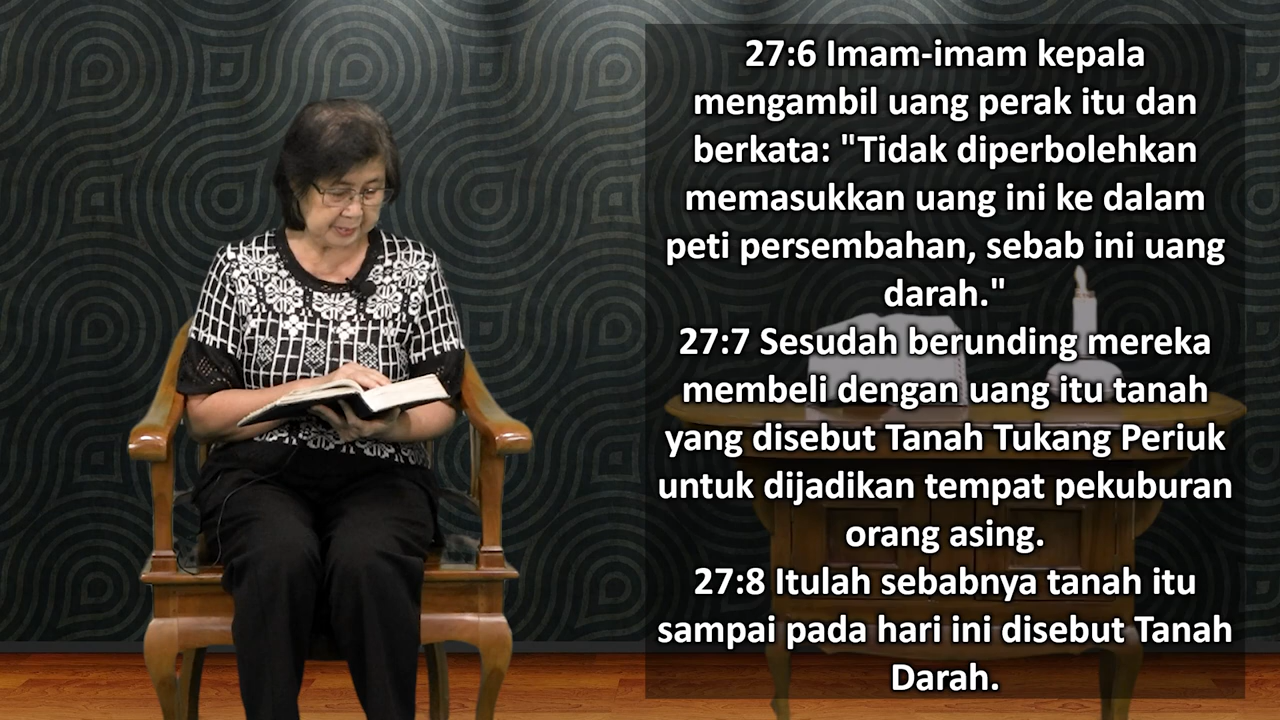 27:6 Imam-imam kepala
mengambil uang perak itu dan
berkata: "Tidak diperbolehkan
memasukkan uang ini ke dalam
peti persembahan, sebab ini uang
darah."
27:7 Sesudah berunding mereka
membeli dengan uang itu tanah
yang disebut Tanah Tukang Periuk
untuk dijadikan tempat pekuburan
orang asing.
27:8 Itulah sebabnya tanah itu
sampai pada hari ini disebut Tanah
Darah.